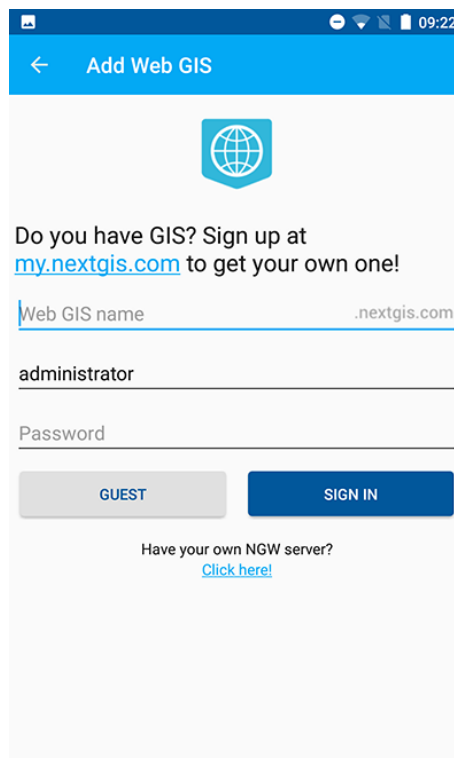 09:22
Add Web GIS
Do you have GIS? Sign up at
my.nextgis.com to get your own one!
Web GIS name .nextgis.com
administrator
Password
GUEST SIGN IN
Have your own NGW server?
Click here!